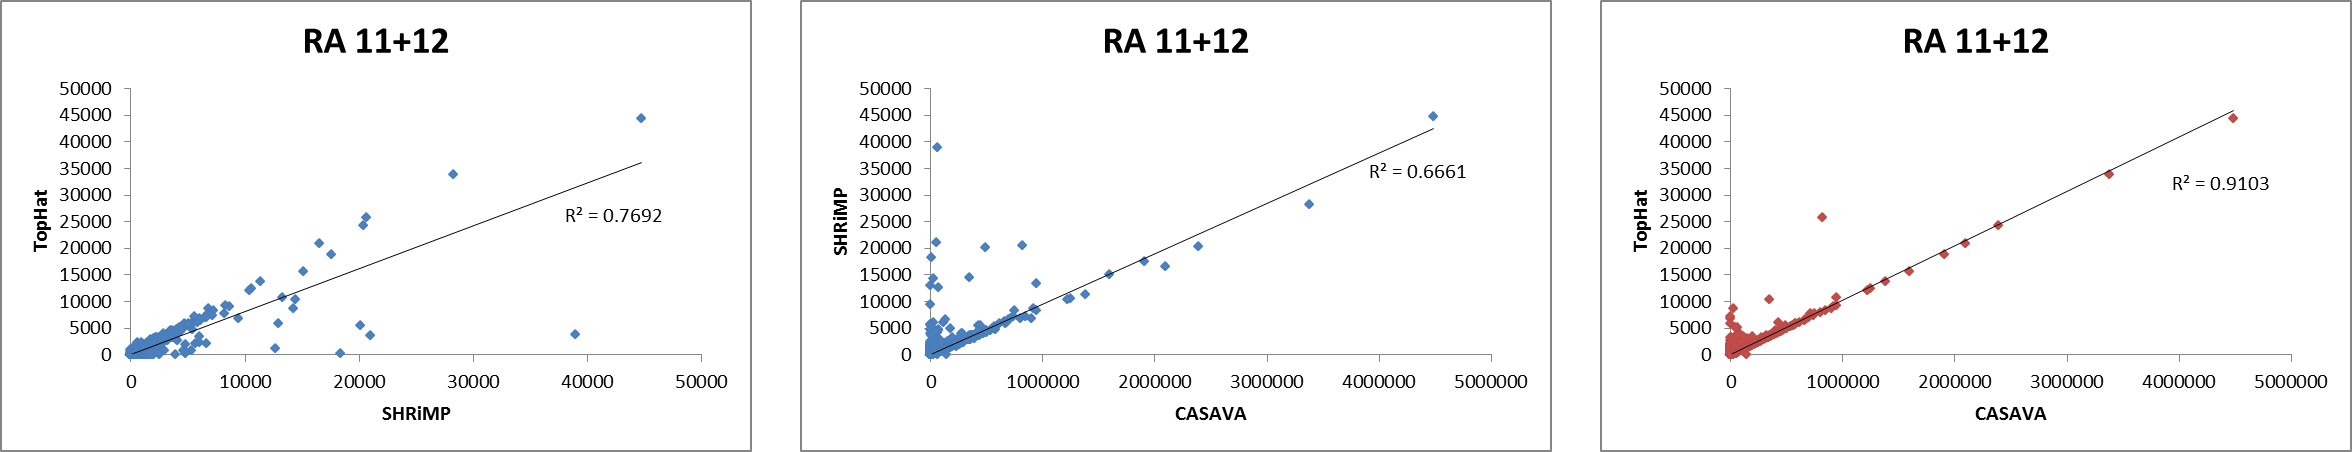 RA 11+12
50000
45000
40000
35000
30000
25000
20000
15000
10000
5000
0
TopHat
R² = 0.7692
0 10000 20000 30000 40000 50000
SHRiMP
RA 11+12
50000
45000
40000
35000
30000
25000
20000
15000
10000
5000
0
SHRiMP
R² = 0.6661
0 1000000 2000000 3000000 4000000 5000000
CASAVA
RA 11+12
50000
45000
40000
35000
30000
25000
20000
15000
10000
5000
0
TopHat
R² = 0.9103
0 1000000 2000000 3000000 4000000 5000000
CASAVA